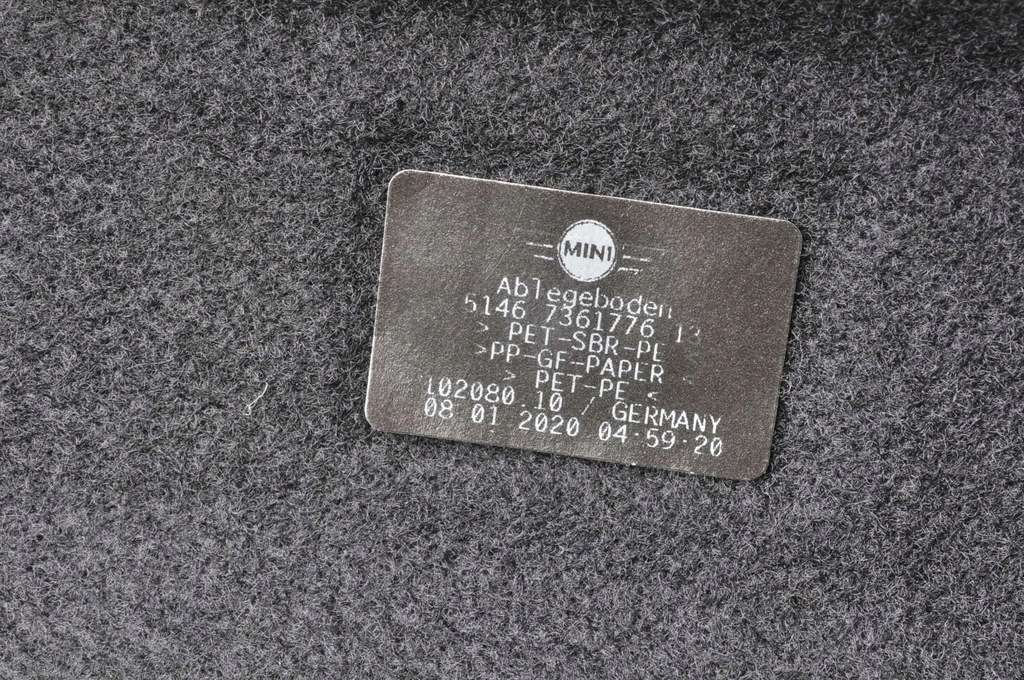 MINI
Ablegeboden
5146 7361776 13
> PET-SBR-PE
>PP-GF-PAPER
> PET-PE <
102080.10 / GERMANY
08 01 2020 04:59:20